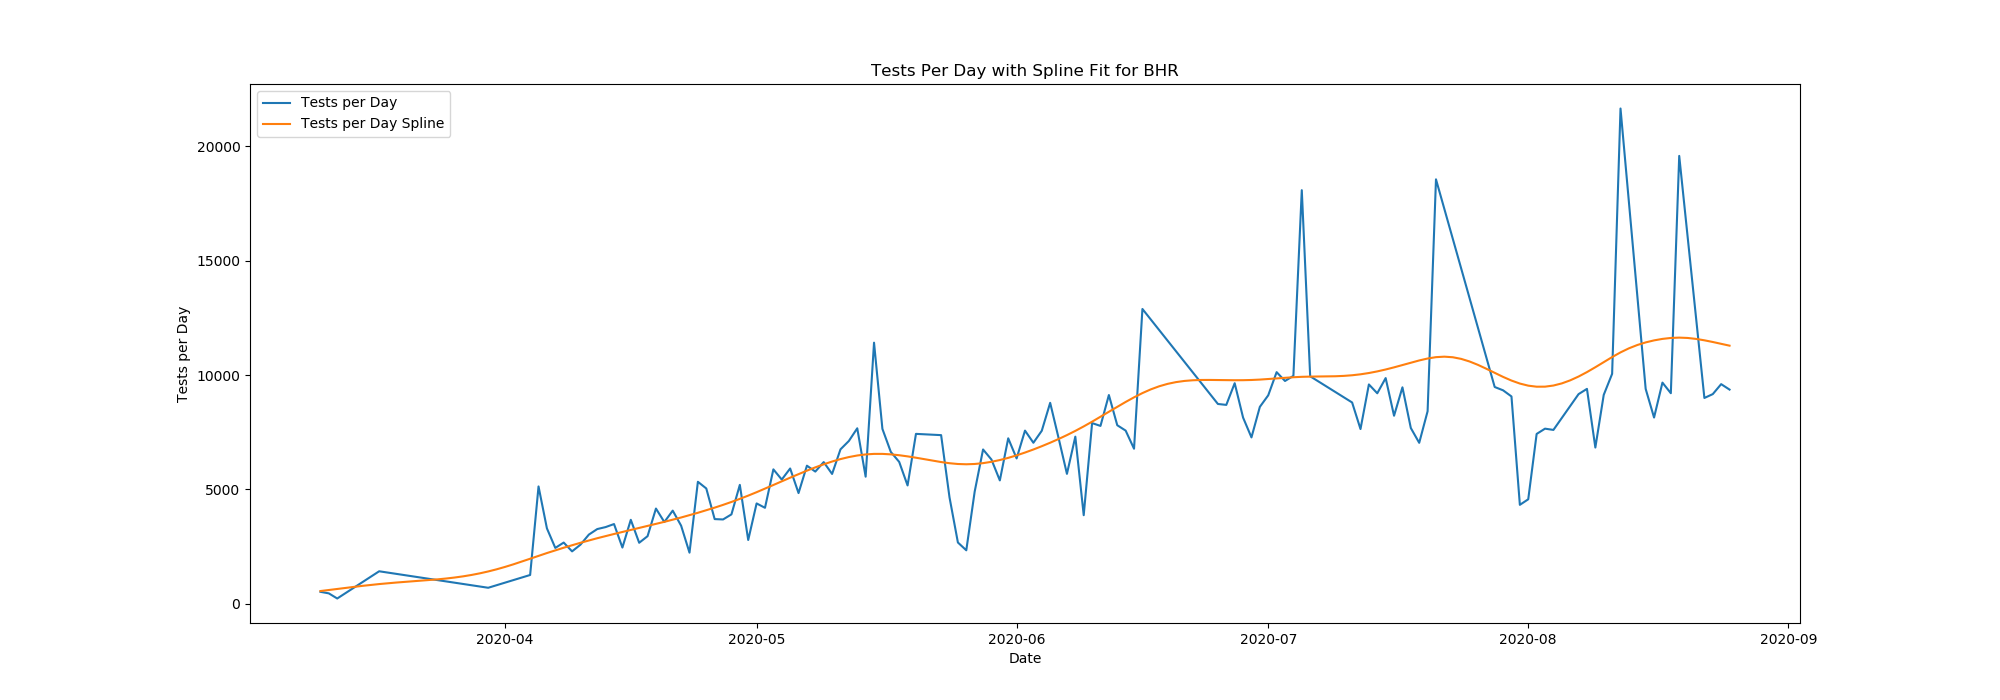 Tests Per Day with Spline Fit for BHR
Tests per Day
Tests per Day Spline
20000
15000
10000
5000
0
Tests per Day
2020-04
2020-05
2020-06
2020-07
2020-08
2020-09
Date